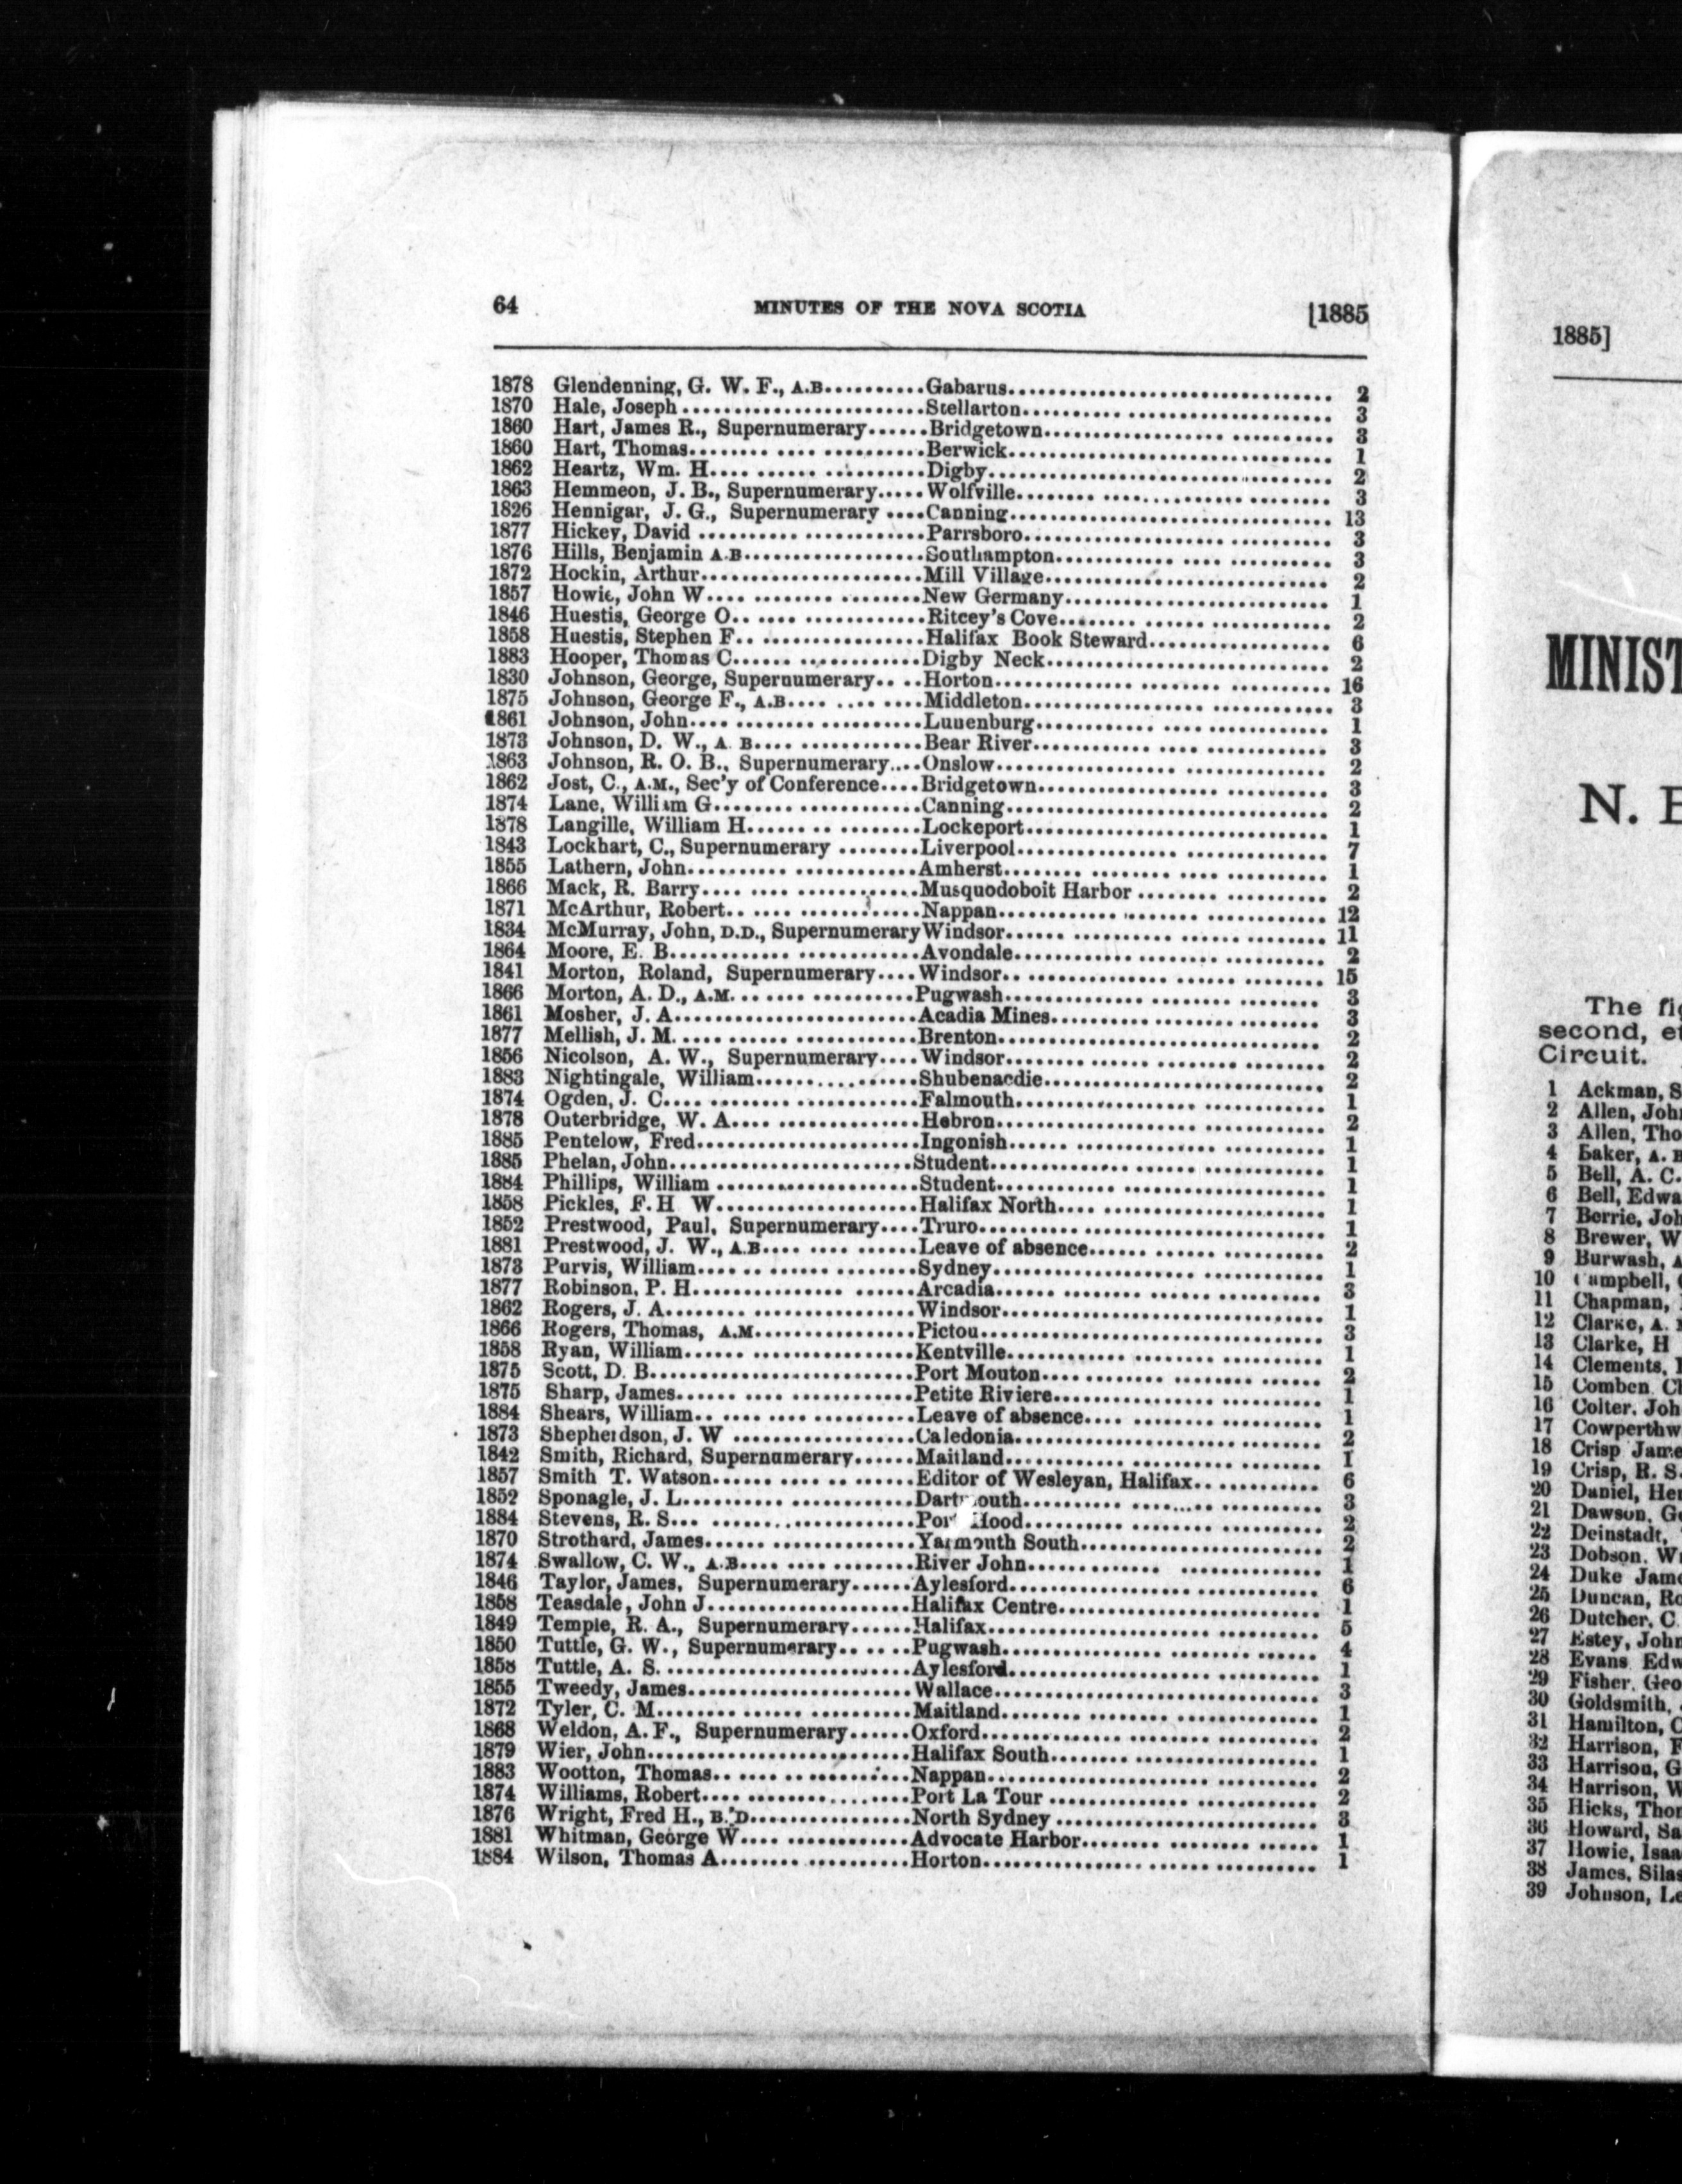 64 MINUTES OF THE NOVA SCOTIA [1885
1878 Glendenning, G. W. F., A.B..........Gabarus.............................. 2
1870 Hale, Joseph ........................Stellarton.......... .................... 3
1860 Hart, James R., Supernumerary......Bridgetown................. .......... 3
1860 Hart, Thomas........ .... ..........Berwick.............................. 1
1862 Heartz, Wm. H.... ...... ..........Digby.............................. 2
1863 Hemmeon, J. B., Supernumerary.....Wolfville........ .... ........ ........ 3
1826 Hennigar, J. G., Supernumerary ....Canning.............................. 13
1877 Hickey, David .......... ............Parrsboro.................... .......... 3
1876 Hills, Benjamin A.B..................Southampton............ .... .......... 3
1872 Hockin, Arthur......................Mill Village.............................. 2
1857 Howie, John W.... ........ ........New Germany.............................. 1
1846 Huestis, George O.. .... ............Ritcey's Cove........ ...... ............ 2
1858 Huestis, Stephen F.. ................Halifax Book Steward.................. 6
1883 Hooper, Thomas C...... ............Digby Neck.............................. 2
1830 Johnson, George, Supernumerary.. ..Horton.............. ........ .......... 16
1875 Johnson, George F., A.B.... .... ....Middleton.................. ............ 3
1861 Johnson, John.... ........ ..........Lunenburg............ .... ............ 1
1873 Johnson, D. W., A. B.... ............Bear River............ .... ............ 3
1863 Johnson, R. O. B., Supernumerary....Onslow.................. .............. 2
1862 Jost, C., A.M., Sec'y of Conference....Bridgetown................. .......... 3
1874 Lane, William G........ ............Canning.............................. 2
1878 Langille, William H...... .. ........Lockeport.............................. 1
1843 Lockhart, C., Supernumerary ........Liverpool................ .............. 7
1855 Lathern, John.......... ............Amherst........ ........ .... .......... 1
1866 Mack, R. Barry.... .... ............Musquodoboit Harbor ........ .......... 2
1871 McArthur, Robert.. .... ............Nappan............ ........ ............ 12
1834 McMurray, John, D.D., Supernumerary Windsor...... .......... ...... ........ 11
1864 Moore, E. B............ ............Avondale............ ........ .......... 2
1841 Morton, Roland, Supernumerary....Windsor.. .............. ...... ........ 15
1866 Morton, A. D., A.M... .... ..........Pugwash.............. ........ ........ 3
1861 Mosher, J. A........................Acadia Mines............ ...... ........ 3
1877 Mellish, J. M. .... ...... ............Brenton.............................. 2
1856 Nicolson, A. W., Supernumerary....Windsor........ .... ........ .......... 2
1883 Nightingale, William...... .... ......Shubenacdie.............................. 2
1874 Ogden, J. C.... ........ ............Falmouth.................. ............ 1
1878 Outerbridge, W. A.... ..............Hebron.................... ............ 2
1885 Pentelow, Fred......................Ingonish...... .......... .............. 1
1885 Phelan, John........................Student.............. ...... ............ 1
1884 Phillips, William ....................Student............ .................... 1
1858 Pickles, F. H W....................Halifax North.... ...................... 1
1852 Prestwood, Paul, Supernumerary....Truro.......... ........................ 1
1881 Prestwood, J. W., A.B.... .... ......Leave of absence...... ...... .......... 2
1873 Purvis, William.... .. ...... ........Sydney.................... ............ 1
1877 Robinson, P. H.............. ......Arcadia...... ........ ...... .......... 3
1862 Rogers, J. A........ ................Windsor.............................. 1
1866 Rogers, Thomas, A.M................Pictou.............................. 3
1858 Ryan, William...... ................Kentville............ ........ .......... 1
1875 Scott, D. B..........................Port Mouton.... ........ ........ ...... 2
1875 Sharp, James...... .... ............Petite Riviere.............................. 1
1884 Shears, William.. .... .... ..........Leave of absence.... ........ .......... 1
1873 Shepherdson, J. W ..................Caledonia.............................. 2
1842 Smith, Richard, Supernumerary......Maitland.............................. 1
1857 Smith T. Watson...... .... .. ......Editor of Wesleyan, Halifax.. .......... 6
1852 Sponagle, J. L.......... ............Dartmouth.......... ........ .......... 3
1884 Stevens, R. S... ....................Port Hood.......... ...... ............ 2
1870 Strothard, James...... ..............Yarmouth South........................ 2
1874 Swallow, C. W., A.B.... .... ........River John............ .............. 1
1846 Taylor, James, Supernumerary......Aylesford................ .............. 6
1858 Teasdale, John J....................Halifax Centre.......................... 1
1849 Temple, R. A., Supernumerary......Halifax.............................. 5
1850 Tuttle, G. W., Supernumerary.. ....Pugwash.............................. 4
1858 Tuttle, A. S. ........................Aylesford.............................. 1
1855 Tweedy, James......................Wallace.............................. 3
1872 Tyler, C. M........ ...... ..........Maitland........ ........ .............. 1
1868 Weldon, A. F., Supernumerary......Oxford.............................. 2
1879 Wier, John..........................Halifax South........ ...... ............ 1
1883 Wootton, Thomas.. .... ............Nappan.................... .......... 2
1874 Williams, Robert.... ........ ........Port La Tour .............. ............ 2
1876 Wright, Fred H., B. D................North Sydney .......................... 3
1881 Whitman, George W.... ............Advocate Harbor........ ........ ...... 1
1884 Wilson, Thomas A........ ..........Horton.............................. 1
1885]
MINIST
N. B
The fig
second, et
Circuit.
1 Ackman, S
2 Allen, John
3 Allen, Tho
4 Baker, A. B
5 Bell, A. C.
6 Bell, Edwa
7 Berrie, Joh
8 Brewer, W
9 Burwash, A
10 Campbell,
11 Chapman,
12 Clarke, A.
13 Clarke, H
14 Clements,
15 Comben, Ch
16 Colter, Joh
17 Cowperthw
18 Crisp Jame
19 Crisp, R. S.
20 Daniel, Hen
21 Dawson, Ge
22 Deinstadt,
23 Dobson, Wm
24 Duke Jame
25 Duncan, Ro
26 Dutcher, C
27 Estey, John
28 Evans Edw
29 Fisher, Geo
30 Goldsmith,
31 Hamilton, C
32 Harrison, F
33 Harrison, G
34 Harrison, W
35 Hicks, Thom
36 Howard, Sa
37 Howie, Isaa
38 James, Silas
39 Johnson, Le